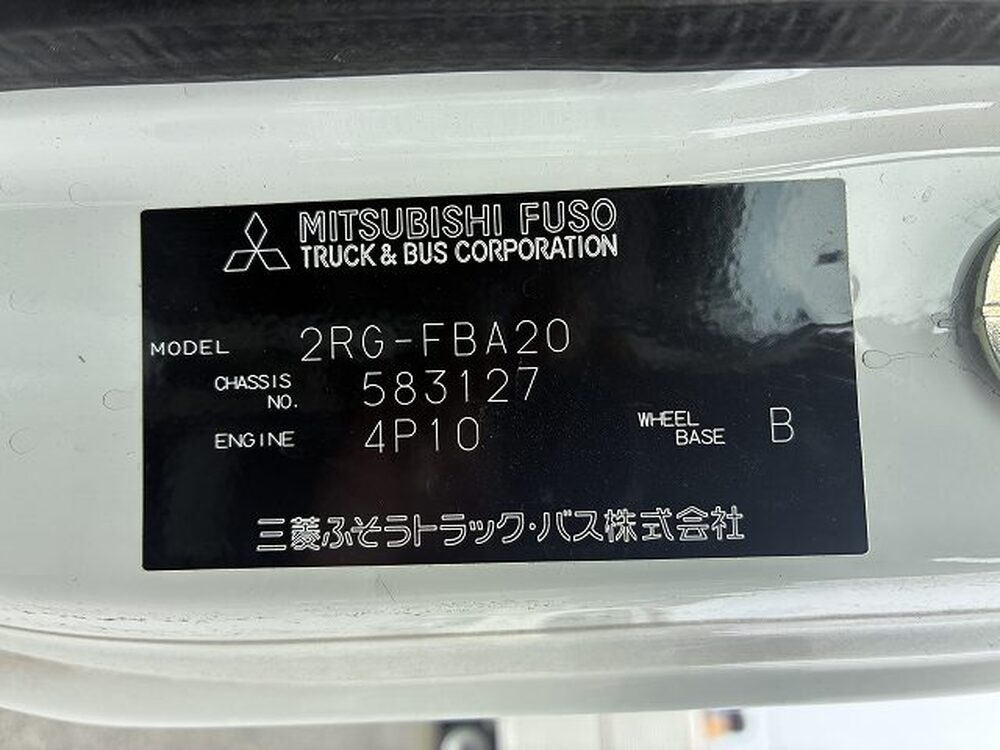 MITSUBISHI FUSO
TRUCK & BUS CORPORATION
MODEL 2RG-FBA20
CHASSIS NO. 583127
ENGINE 4P10 WHEEL BASE B
三菱ふそうトラック・バス株式会社